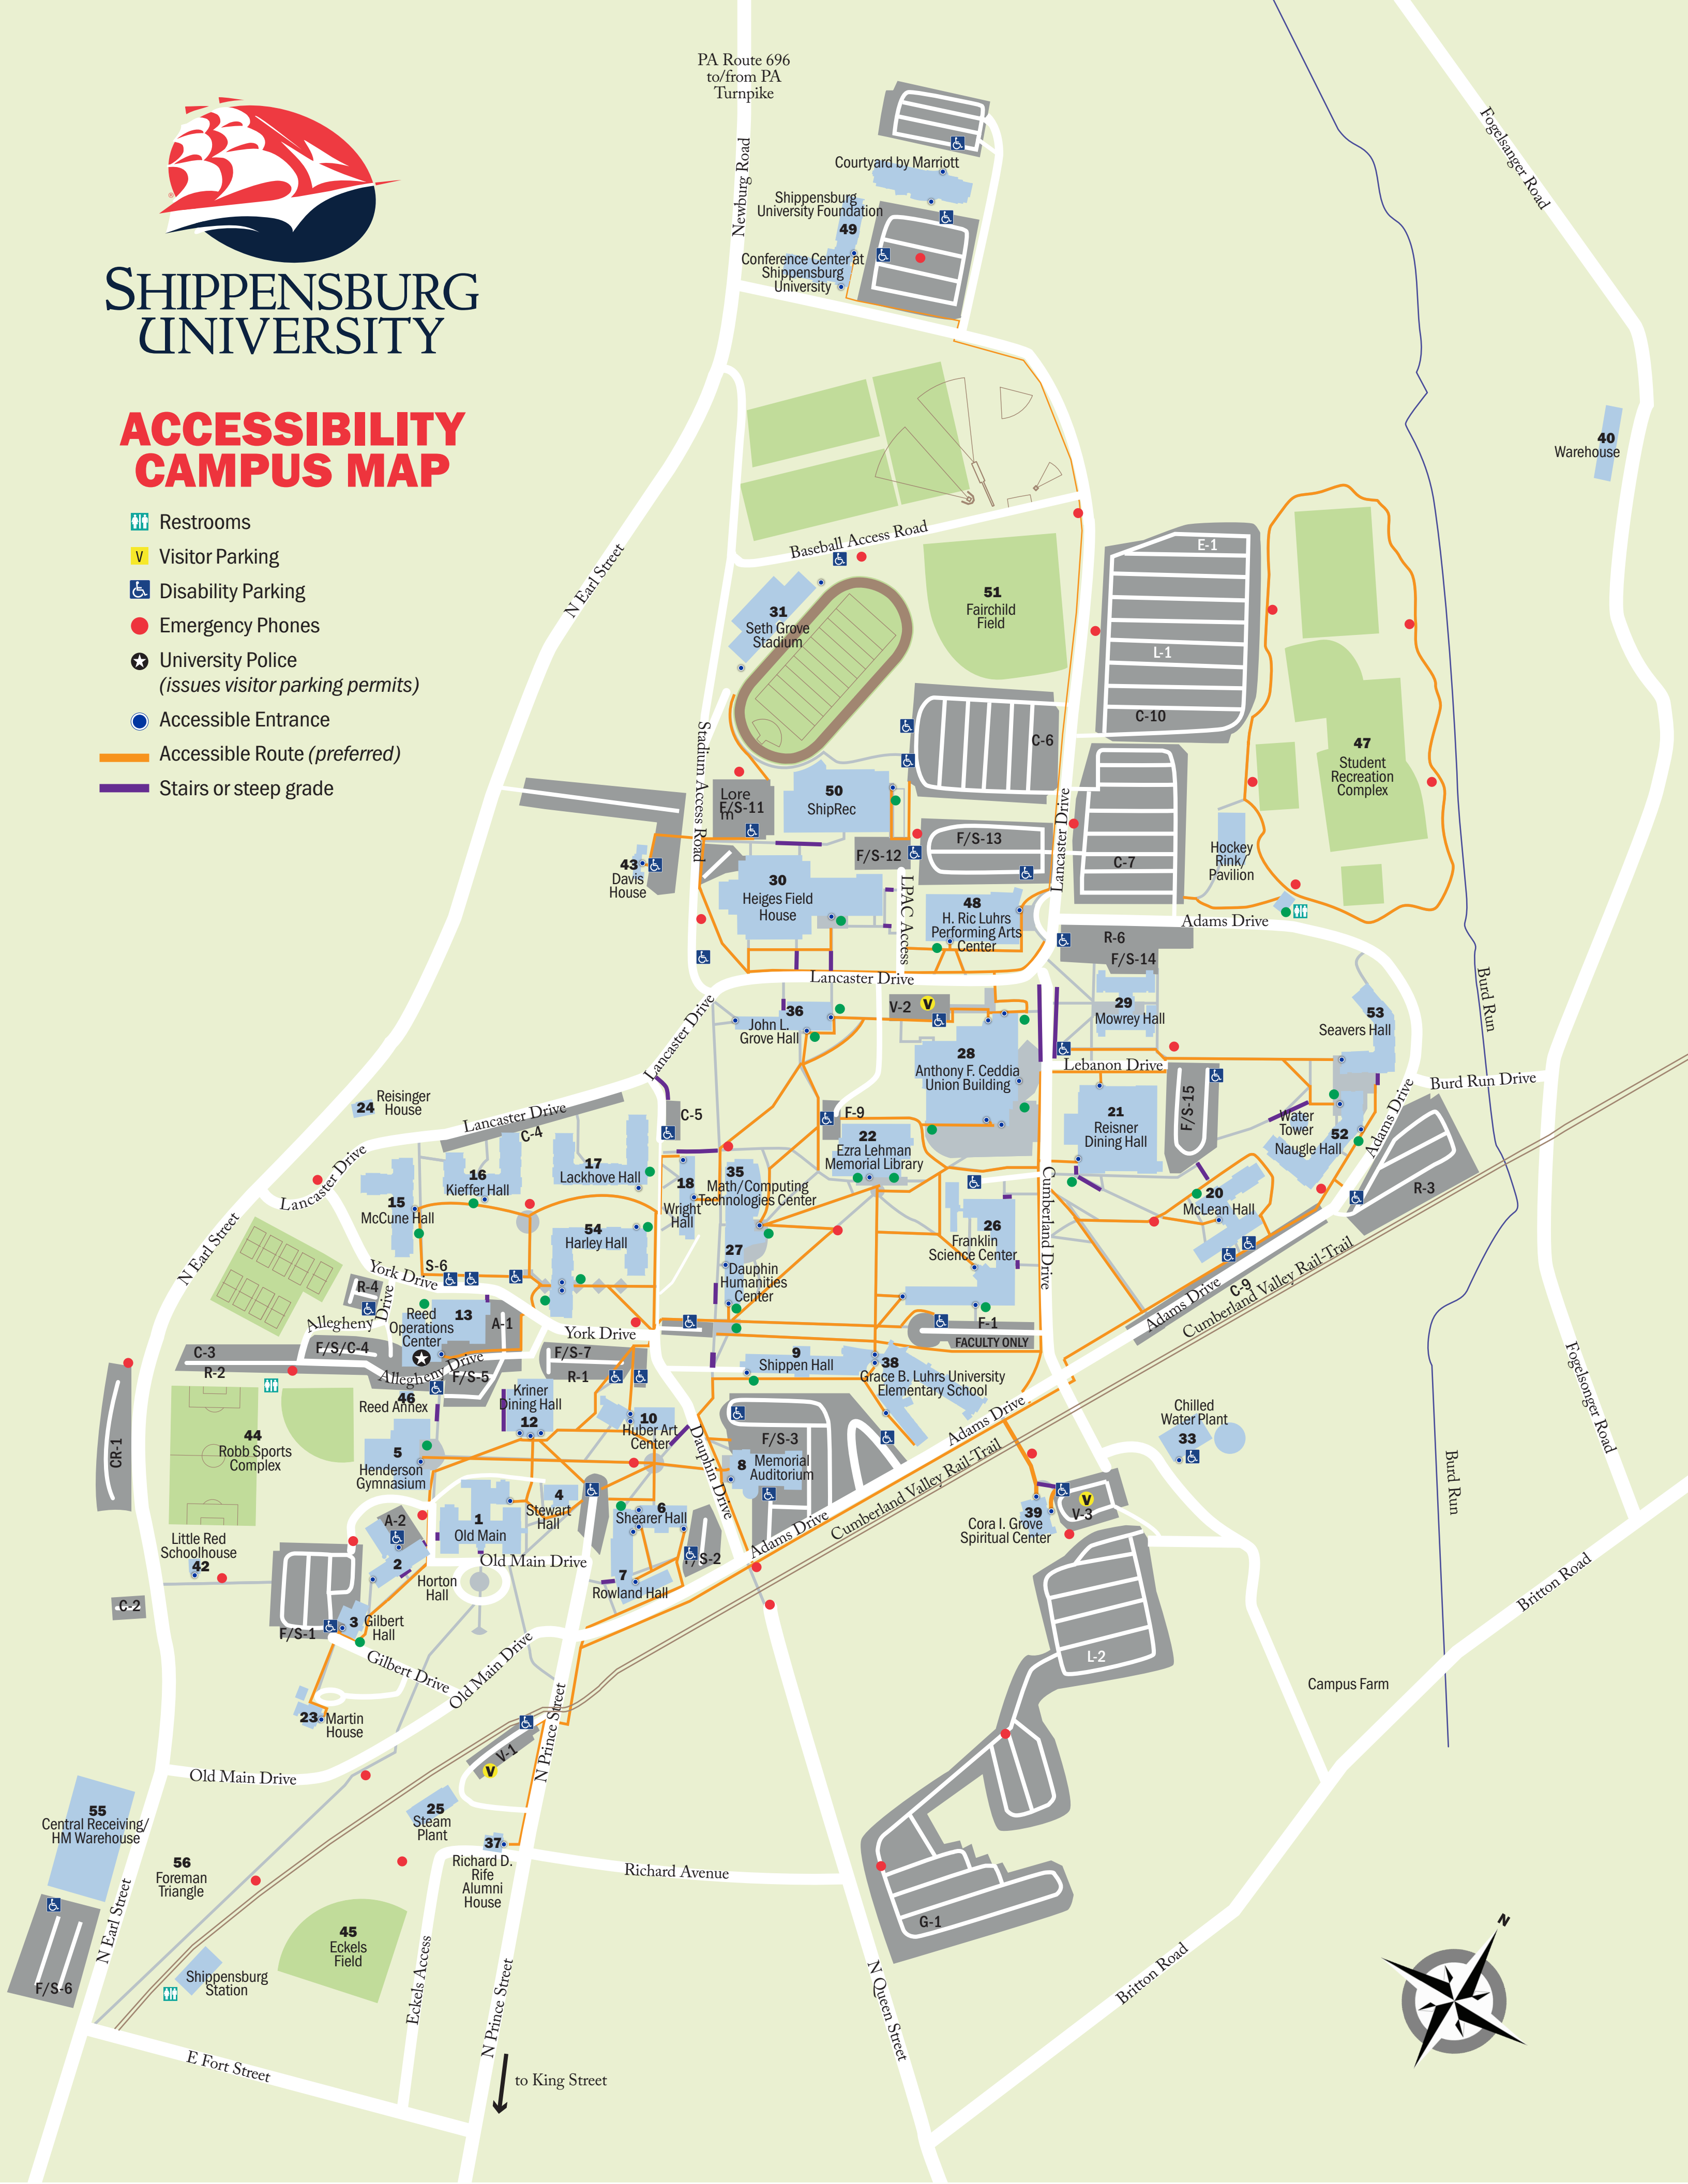 PA Route 696
to/from PA
Turnpike
Newburg Road
Fogelsanger Road
Courtyard by Marriott
Shippensburg
University Foundation
49
Conference Center at
Shippensburg
University
SHIPPENSBURG
UNIVERSITY
ACCESSIBILITY
CAMPUS MAP
Restrooms
V Visitor Parking
Disability Parking
Emergency Phones
University Police
(issues visitor parking permits)
Accessible Entrance
Accessible Route (preferred)
Stairs or steep grade
40
Warehouse
N Earl Street
Baseball Access Road
E-1
L-1
C-10
51
Fairchild
Field
31
Seth Grove
Stadium
Stadium Access Road
C-6
47
Student
Recreation
Complex
Lore
F/S-11
m
50
ShipRec
F/S-12
F/S-13
Lancaster Drive
C-7
Hockey
Rink/
Pavilion
43
Davis
House
30
Heiges Field
House
LPAC Access
48
H. Ric Luhrs
Performing Arts
Center
Adams Drive
R-6
F/S-14
Lancaster Drive
Burd Run
V-2
V
36
John L.
Grove Hall
29
Mowrey Hall
53
Seavers Hall
Lancaster Drive
28
Anthony F. Ceddia
Union Building
Lebanon Drive
Burd Run Drive
Adams Drive
24
Reisinger
House
Lancaster Drive
C-4
C-5
F-9
21
Reisner
Dining Hall
F/S-15
Water
Tower
52
Naugle Hall
22
Ezra Lehman
Memorial Library
R-3
Lancaster Drive
15
McCune Hall
16
Kieffer Hall
17
Lackhove Hall
18
Wright
Hall
35
Math/Computing
Technologies Center
20
McLean Hall
Cumberland Drive
N Earl Street
54
Harley Hall
27
Dauphin
Humanities
Center
26
Franklin
Science Center
S-6
York Drive
R-4
Allegheny Drive
Reed
Operations
Center
13
A-1
York Drive
F-1
FACULTY ONLY
Adams Drive
C-9
Cumberland Valley Rail-Trail
C-3
R-2
F/S/C-4
Allegheny Drive
F/S-5
F/S-7
R-1
9
Shippen Hall
38
Grace B. Luhrs University
Elementary School
Fogelsonger Road
46
Reed Annex
Kriner
Dining Hall
12
10
Huber Art
Center
Dauphin Drive
F/S-3
Adams Drive
Cumberland Valley Rail-Trail
Chilled
Water Plant
33
CR-1
44
Robb Sports
Complex
5
Henderson
Gymnasium
8
Memorial
Auditorium
Burd Run
A-2
1
Old Main
4
Stewart
Hall
6
Shearer Hall
Adams Drive
39
Cora I. Grove
Spiritual Center
V
V-3
Little Red
Schoolhouse
42
2
Horton
Hall
Old Main Drive
7
Rowland Hall
F/S-2
Britton Road
C-2
F/S-1
3
Gilbert
Hall
Gilbert Drive
Old Main Drive
L-2
Campus Farm
23
Martin
House
N Prince Street
V-1
V
Old Main Drive
25
Steam
Plant
55
Central Receiving/
HM Warehouse
37
Richard D.
Rife
Alumni
House
Richard Avenue
56
Foreman
Triangle
G-1
N
45
Eckels
Field
N Earl Street
Eckels Access
N Prince Street
N Queen Street
Britton Road
F/S-6
Shippensburg
Station
E Fort Street
to King Street